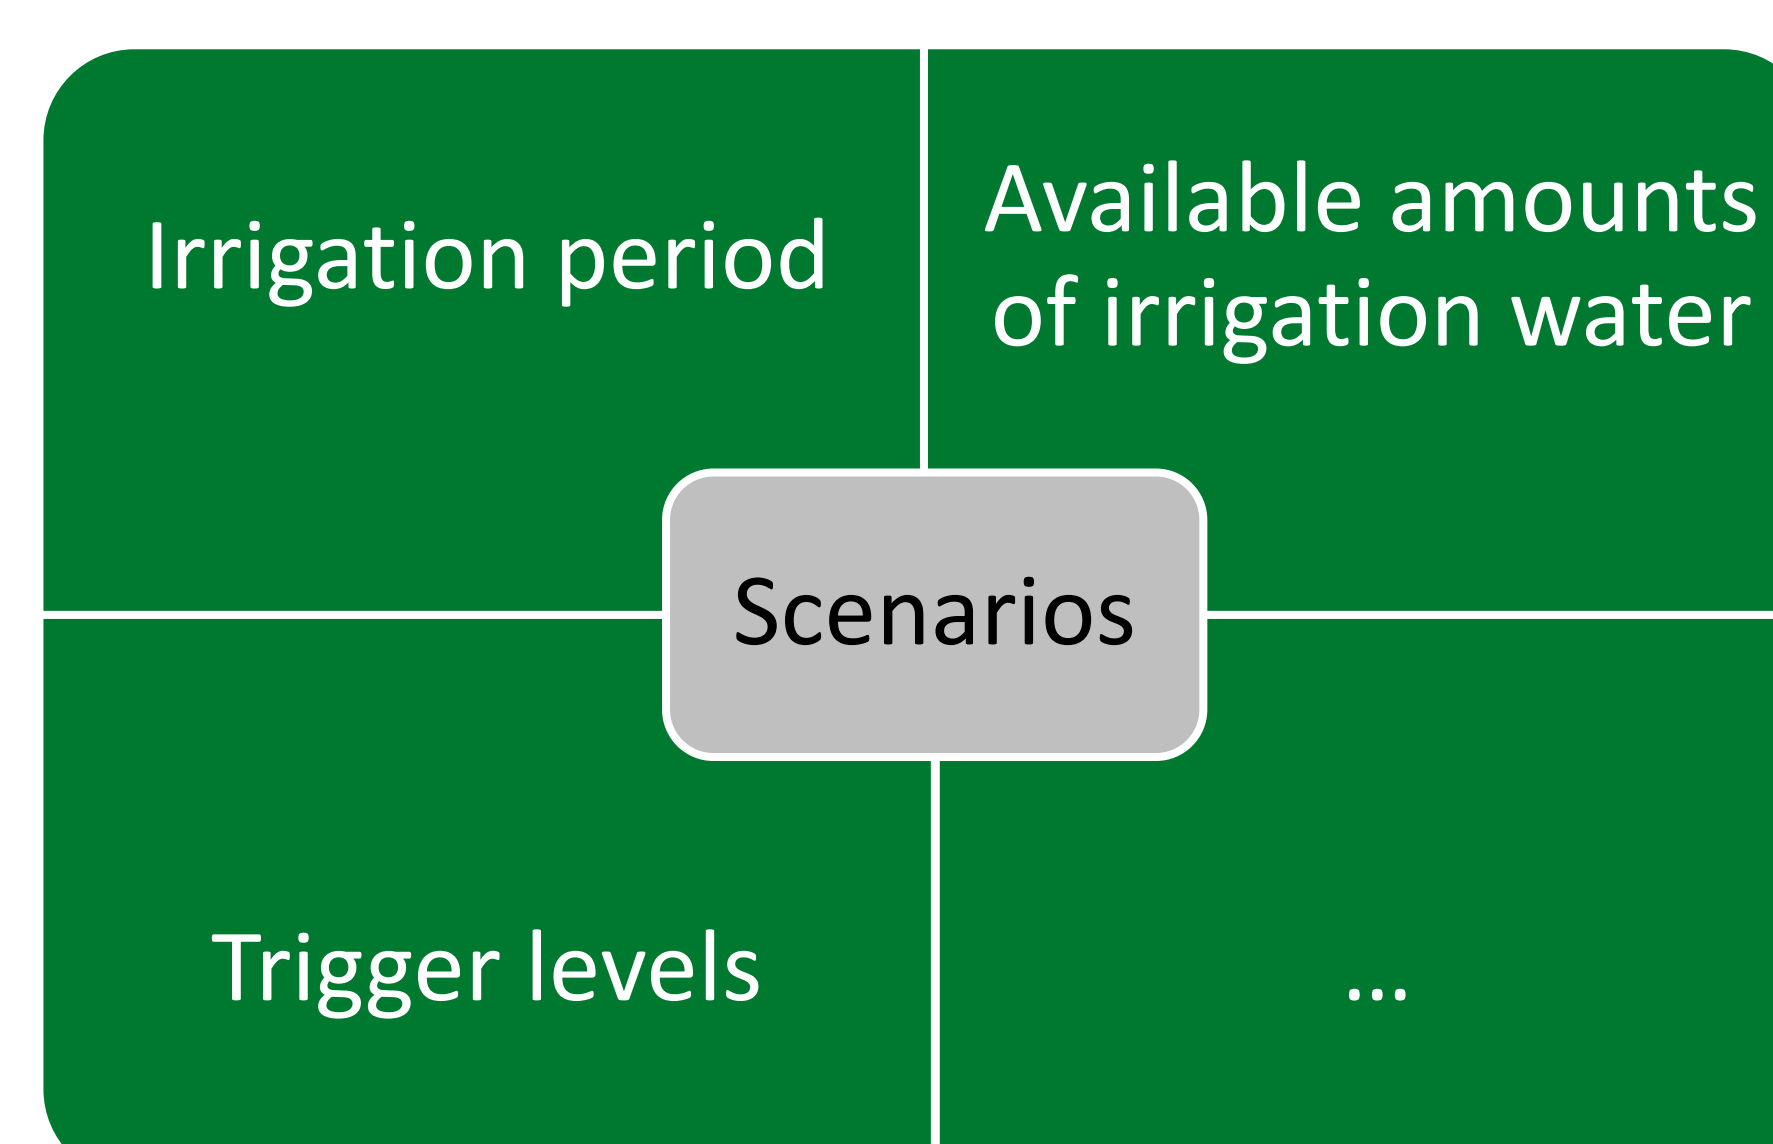 Irrigation period
Available amounts
of irrigation water
Scenarios
Trigger levels
...